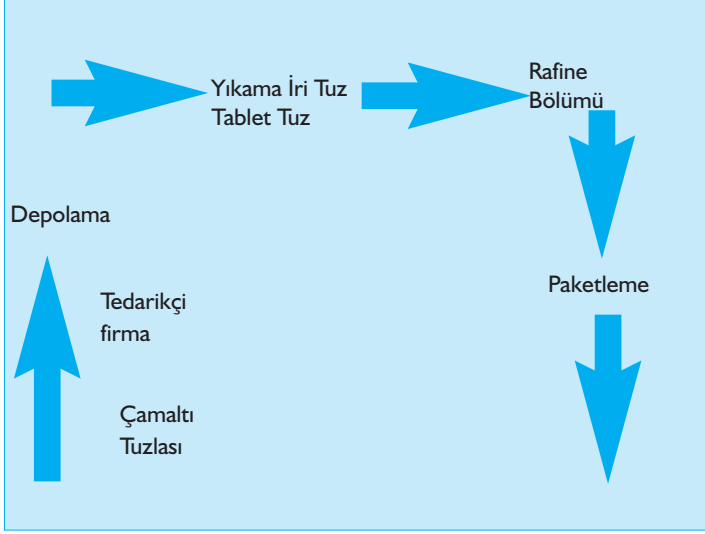 Yıkama İri Tuz
Tablet Tuz
Rafine
Bölümü
Depolama
Tedarikçi
firma
Paketleme
Çamaltı
Tuzlası